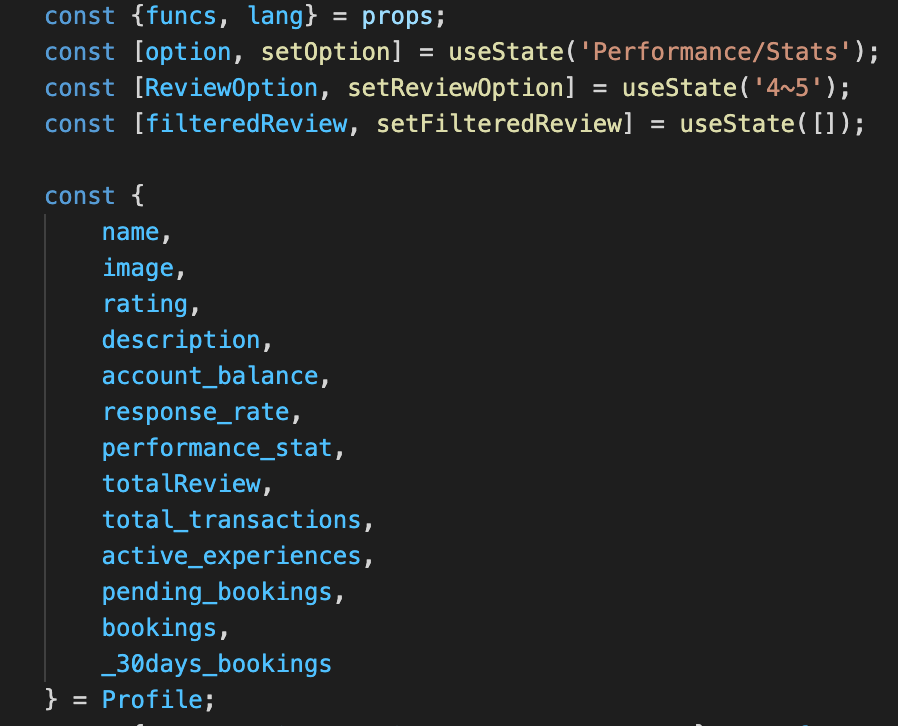 const {funcs, lang} = props;
const [option, setOption] = useState('Performance/Stats');
const [ReviewOption, setReviewOption] = useState('4~5');
const [filteredReview, setFilteredReview] = useState([]);
const {
name,
image,
rating,
description,
account_balance,
response_rate,
performance_stat,
totalReview,
total_transactions,
active_experiences,
pending_bookings,
bookings,
_30days_bookings
} = Profile;